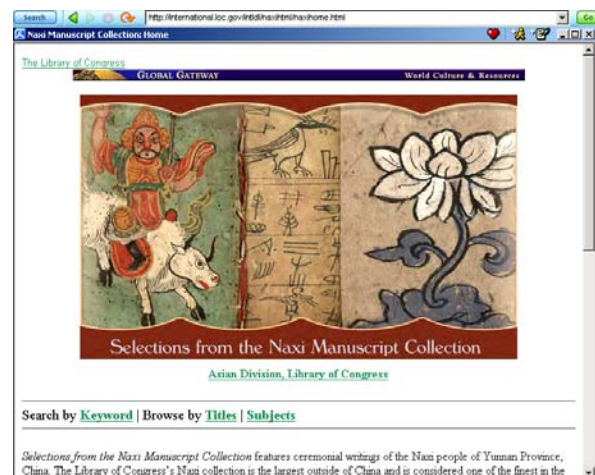 Search
http://international.loc.gov/intldl/naxihtml/naxihome.html
Go
Naxi Manuscript Collection: Home
The Library of Congress
GLOBAL GATEWAY
World Culture & Resources
Selections from the Naxi Manuscript Collection
Asian Division, Library of Congress
Search by Keyword | Browse by Titles | Subjects
Selections from the Naxi Manuscript Collection features ceremonial writings of the Naxi people of Yunnan Province,
China. The Library of Congress's Naxi collection is the largest outside of China and is considered one of the finest in the